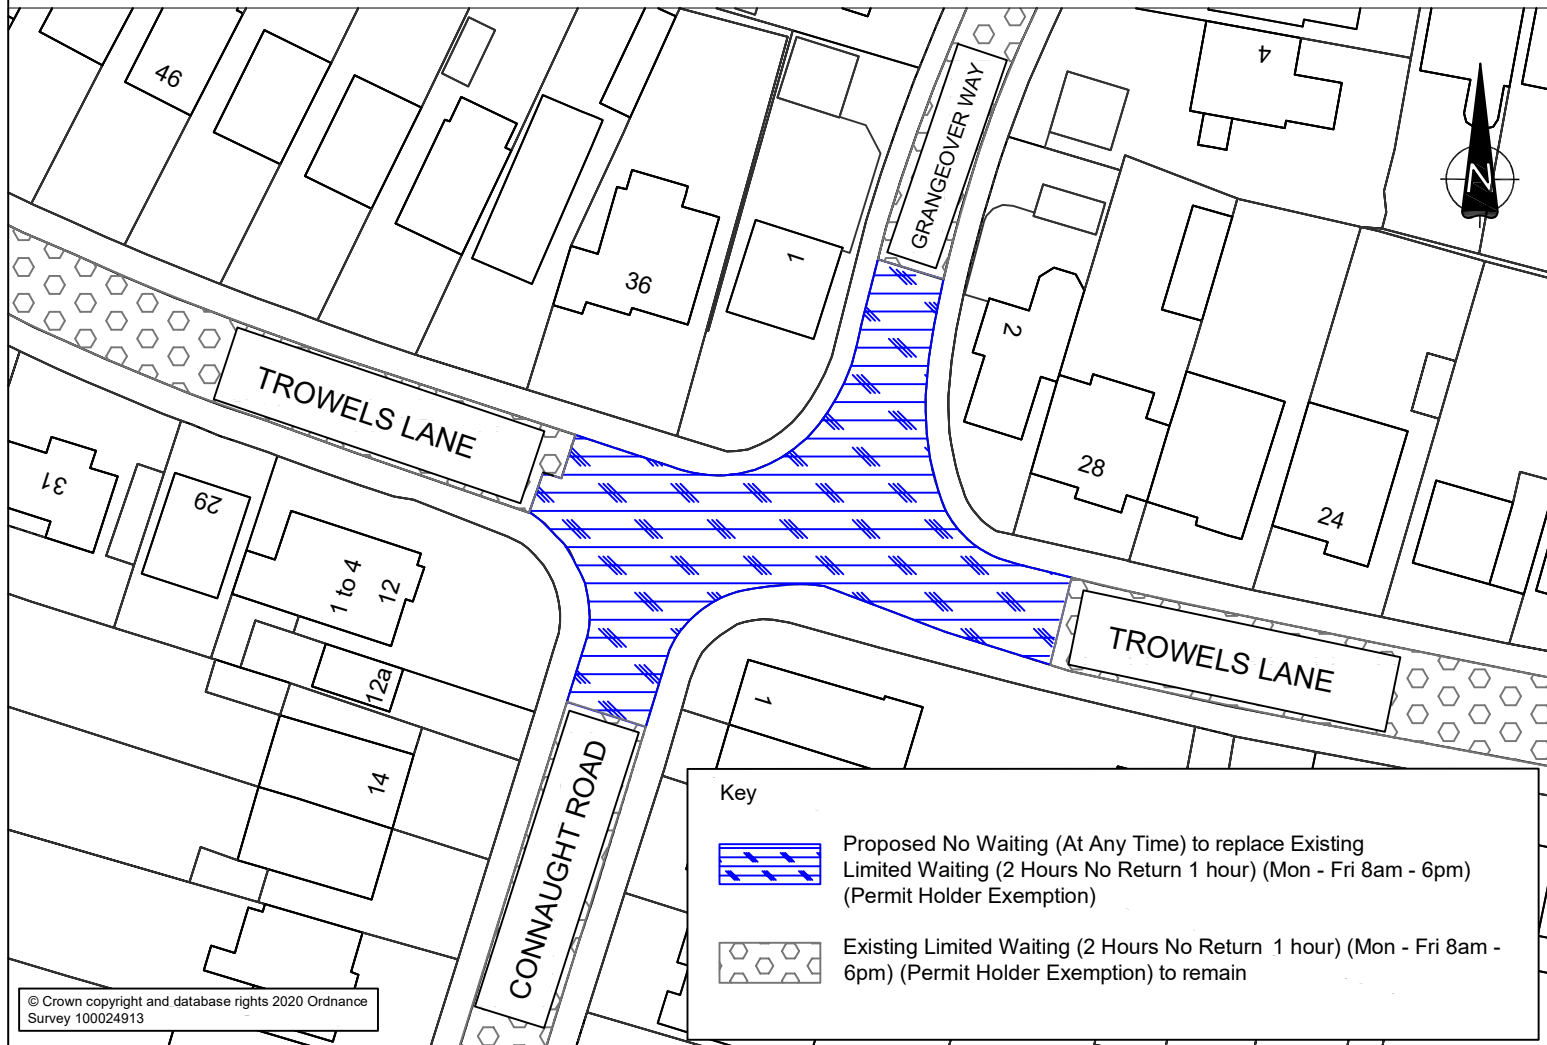 46
4
GRANGEOVER WAY
N
1
36
2
TROWELS LANE
28
24
31
29
1 to 4
12
12a
TROWELS LANE
1
14
CONNAUGHT ROAD
Key
Proposed No Waiting (At Any Time) to replace Existing
Limited Waiting (2 Hours No Return 1 hour) (Mon - Fri 8am - 6pm)
(Permit Holder Exemption)
Existing Limited Waiting (2 Hours No Return 1 hour) (Mon - Fri 8am -
6pm) (Permit Holder Exemption) to remain
© Crown copyright and database rights 2020 Ordnance
Survey 100024913